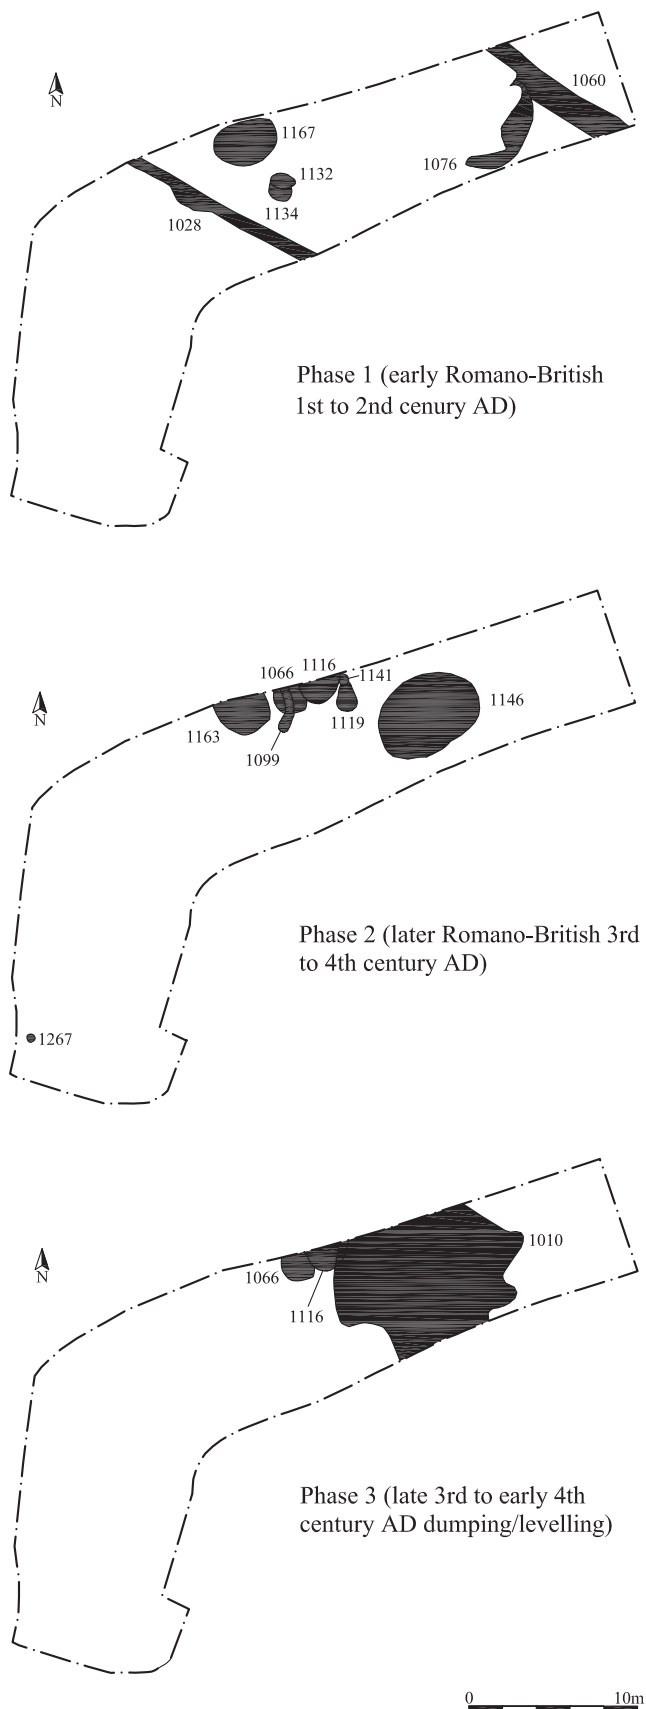 1060
N
1167
1132
1076
1134
1028
Phase 1 (early Romano-British
1st to 2nd cenury AD)
1066
1116
1141
1146
N
1163
1119
1099
Phase 2 (later Romano-British 3rd
to 4th century AD)
1267
1010
N
1066
1116
Phase 3 (late 3rd to early 4th
century AD dumping/levelling)
0
10m